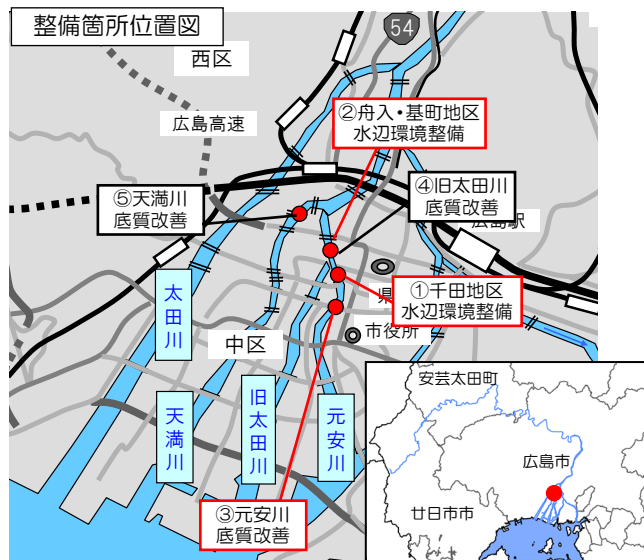 整備箇所位置図
54
西区
広島高速
②舟入・基町地区
水辺環境整備
⑤天満川
底質改善
④旧太田川
底質改善
広島駅
①千田地区
水辺環境整備
県
市役所
太田川
中区
天満川
旧太田川
元安川
③元安川
底質改善
安芸太田町
広島市
廿日市市